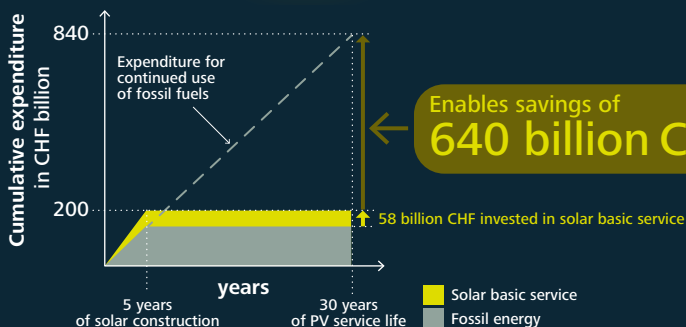 Cumulative expenditure
in CHF billion
840
Expenditure for
continued use
of fossil fuels
Enables savings of
640 billion C
200
58 billion CHF invested in solar basic service
years
5 years
of solar construction
30 years
of PV service life
Solar basic service
Fossil energy